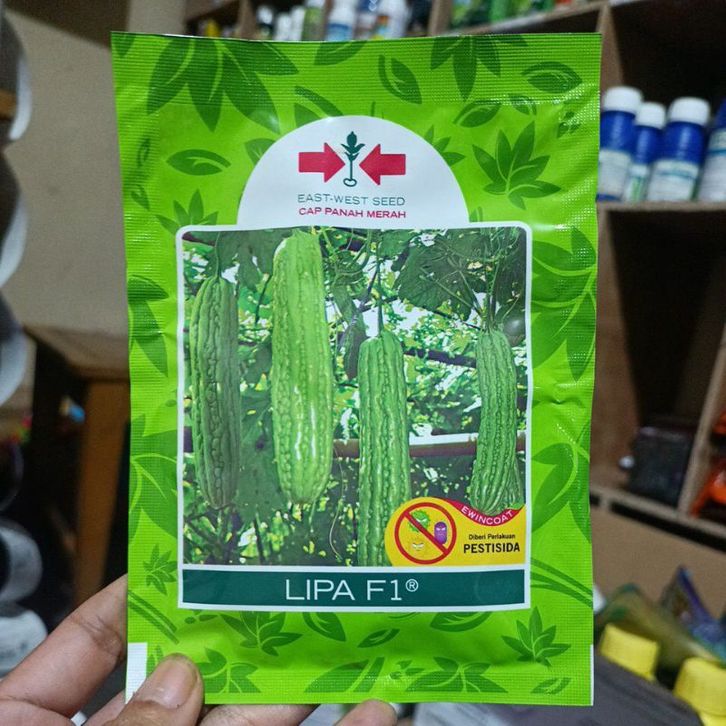 EAST-WEST SEED
CAP PANAH MERAH
EWINCOAT
Diberi Perlakuan
PESTISIDA
LIPA F1®